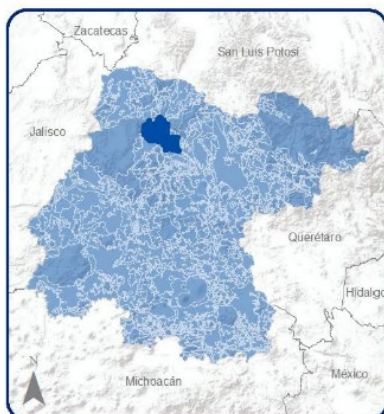 Zacatecas
San Luis Potosí
Jalisco
Querétaro
Hidalgo
N
Michoacán
México